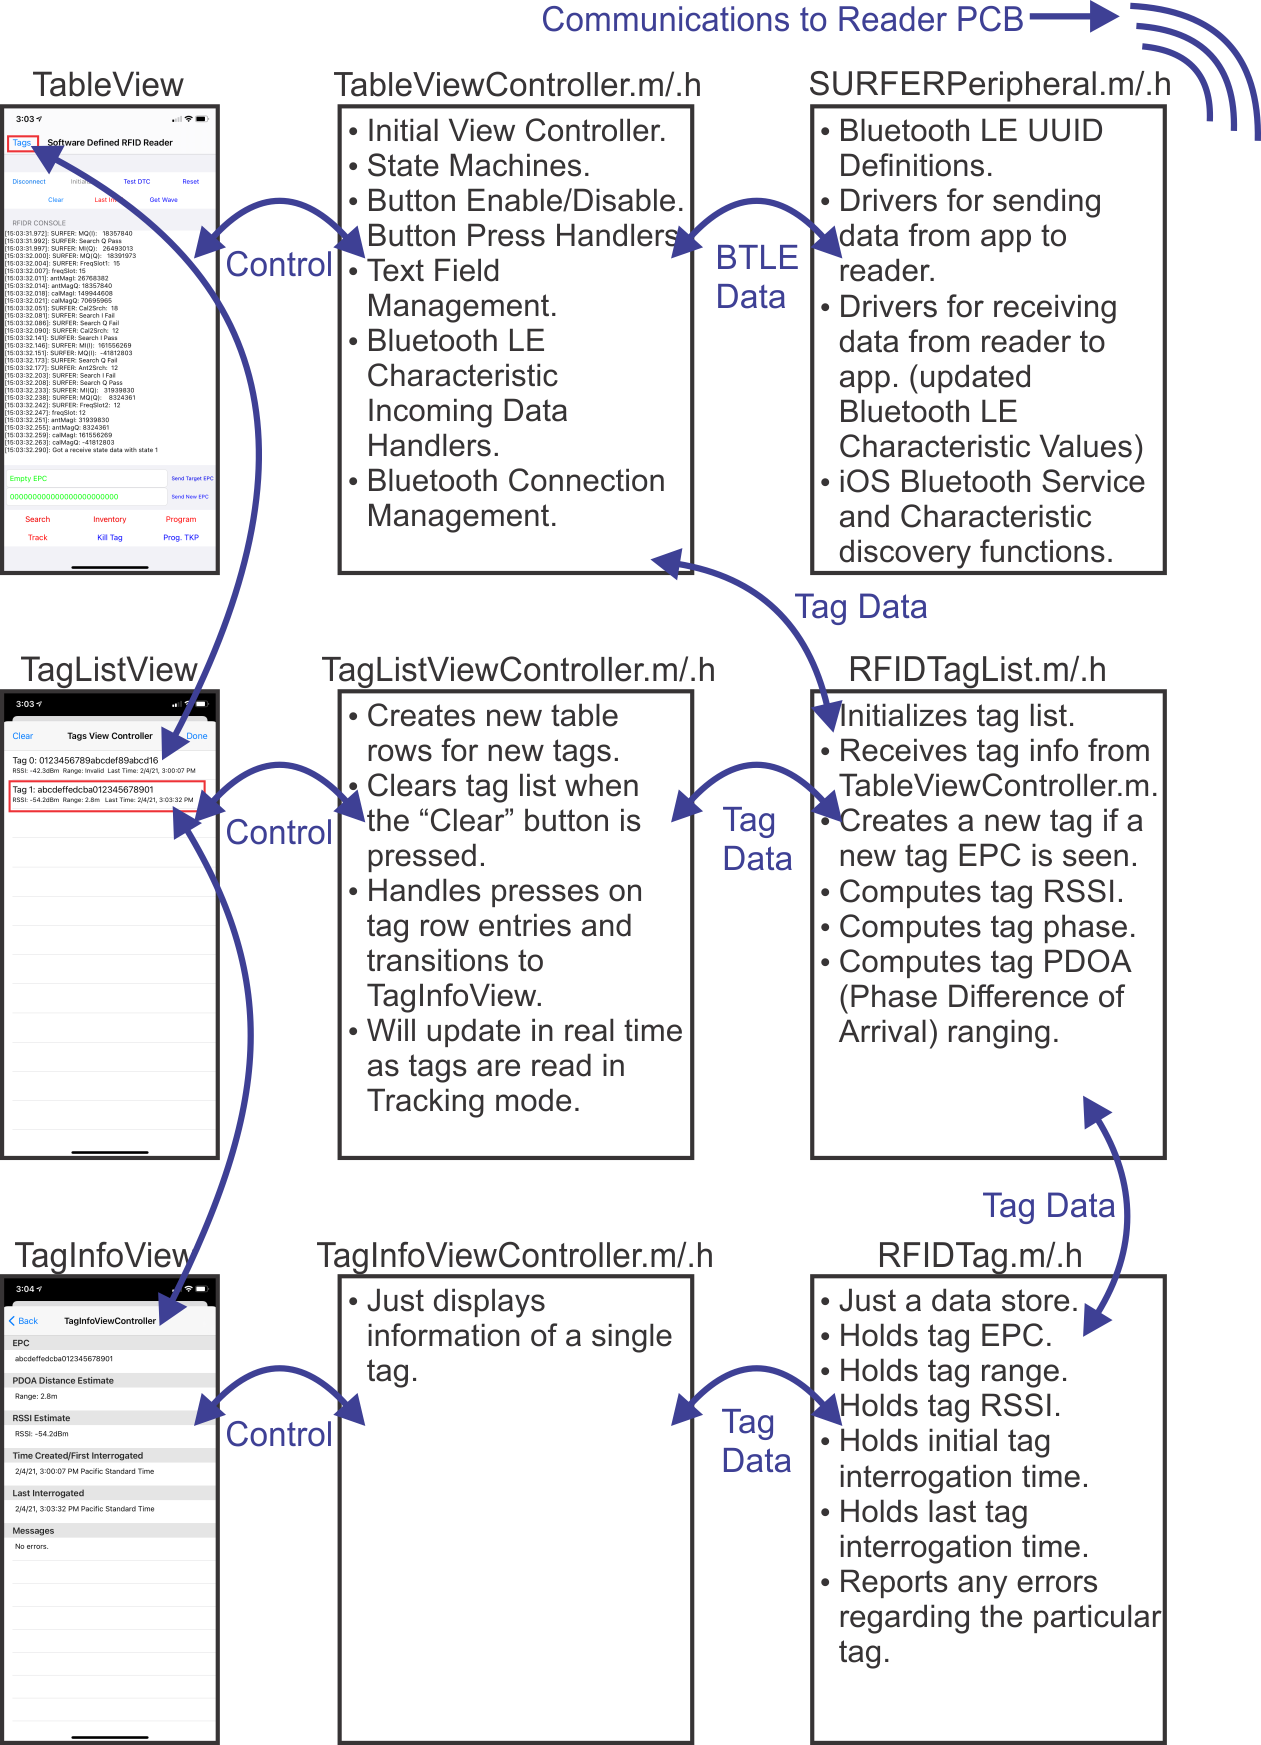 Communications to Reader PCB
TableView
3:03
Tags
Software Defined RFID Reader
Disconnect
Test DTC
Reset
Clear
Get Wave
RFIDR CONSOLE
[15:03:31.972]: SURFER: MQ(I): 18357840
[15:03:31.992]: SURFER: Search Q Pass
[15:03:31.997]: SURFER: MI(Q): 26493013
[15:03:32.000]: SURFER: MQ(Q): 18391973
[15:03:32.004]: SURFER: FreqSlot1: 15
[15:03:32.007]: freqSlot: 15
[15:03:32.011]: antMagI: 26768382
[15:03:32.014]: antMagQ: 18357840
[15:03:32.018]: calMagI: 149944608
[15:03:32.021]: calMagQ: 70695965
[15:03:32.051]: SURFER: Cal2Srch: 18
[15:03:32.081]: SURFER: Search I Fail
[15:03:32.086]: SURFER: Search Q Fail
[15:03:32.090]: SURFER: Cal2Srch: 12
[15:03:32.141]: SURFER: Search I Pass
[15:03:32.146]: SURFER: MI(I): 161556269
[15:03:32.151]: SURFER: MQ(I): -41812803
[15:03:32.173]: SURFER: Search Q Fail
[15:03:32.177]: SURFER: Ant2Srch: 12
[15:03:32.203]: SURFER: Search I Fail
[15:03:32.208]: SURFER: Search Q Pass
[15:03:32.233]: SURFER: MI(Q): 31939830
[15:03:32.238]: SURFER: MQ(Q): 8324361
[15:03:32.242]: SURFER: FreqSlot2: 12
[15:03:32.247]: freqSlot: 12
[15:03:32.251]: antMagI: 31939830
[15:03:32.255]: antMagQ: 8324361
[15:03:32.259]: calMagI: 161556269
[15:03:32.263]: calMagQ: -41812803
[15:03:32.290]: Got a receive state data with state 1
Empty EPC
Send Target EPC
000000000000000000000000
Send New EPC
Search
Inventory
Program
Track
Kill Tag
Prog. TKP
Control
TableViewController.m/.h
• Initial View Controller.
• State Machines.
• Button Enable/Disable.
• Button Press Handlers
• Text Field
Management.
• Bluetooth LE
Characteristic
Incoming Data
Handlers.
• Bluetooth Connection
Management.
BTLE
Data
SURFERPeripheral.m/.h
• Bluetooth LE UUID
Definitions.
• Drivers for sending
data from app to
reader.
• Drivers for receiving
data from reader to
app. (updated
Bluetooth LE
Characteristic Values)
• iOS Bluetooth Service
and Characteristic
discovery functions.
Tag Data
TagListView
3:03
Clear
Tags View Controller
Done
Tag 0: 0123456789abcdef89abcd16
RSSI: -42.3dBm Range: Invalid Last Time: 2/4/21, 3:00:07 PM
Tag 1: abcdeffedcba012345678901
RSSI: -54.2dBm Range: 2.8m Last Time: 2/4/21, 3:03:32 PM
Control
TagListViewController.m/.h
• Creates new table
rows for new tags.
• Clears tag list when
the “Clear” button is
pressed.
• Handles presses on
tag row entries and
transitions to
TagInfoView.
• Will update in real time
as tags are read in
Tracking mode.
Tag
Data
RFIDTagList.m/.h
• Initializes tag list.
• Receives tag info from
TableViewController.m.
• Creates a new tag if a
new tag EPC is seen.
• Computes tag RSSI.
• Computes tag phase.
• Computes tag PDOA
(Phase Difference of
Arrival) ranging.
Tag Data
TagInfoView
3:04
Back
TagInfoViewController
EPC
abcdeffedcba012345678901
PDOA Distance Estimate
Range: 2.8m
RSSI Estimate
RSSI: -54.2dBm
Time Created/First Interrogated
2/4/21, 3:00:07 PM Pacific Standard Time
Last Interrogated
2/4/21, 3:03:32 PM Pacific Standard Time
Messages
No errors.
Control
TagInfoViewController.m/.h
• Just displays
information of a single
tag.
Tag
Data
RFIDTag.m/.h
• Just a data store.
• Holds tag EPC.
• Holds tag range.
• Holds tag RSSI.
• Holds initial tag
interrogation time.
• Holds last tag
interrogation time.
• Reports any errors
regarding the particular
tag.